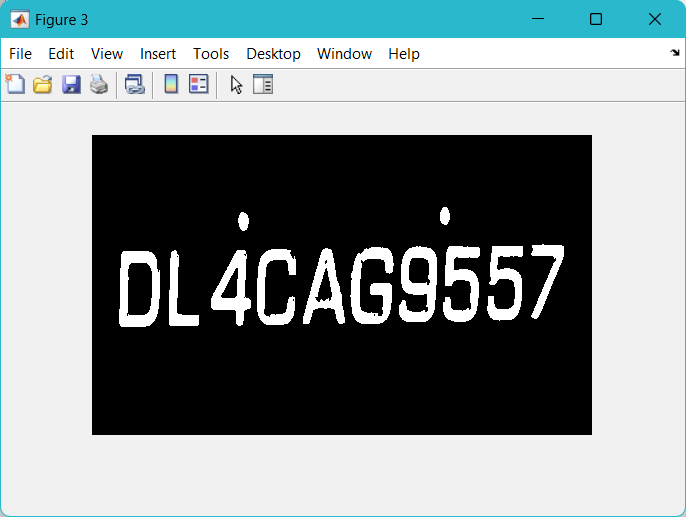 Figure 3
File Edit View Insert Tools Desktop Window Help
DL4CAG9557